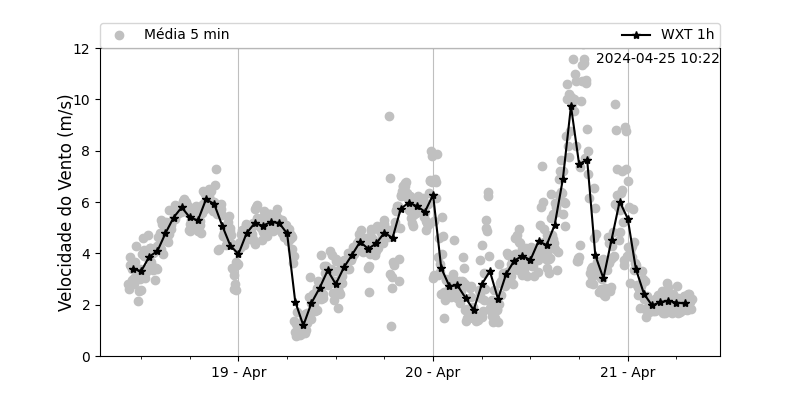 Média 5 min
WXT 1h
2024-04-25 10:22
Velocidade do Vento (m/s)
12
10
8
6
4
2
0
19 - Apr
20 - Apr
21 - Apr